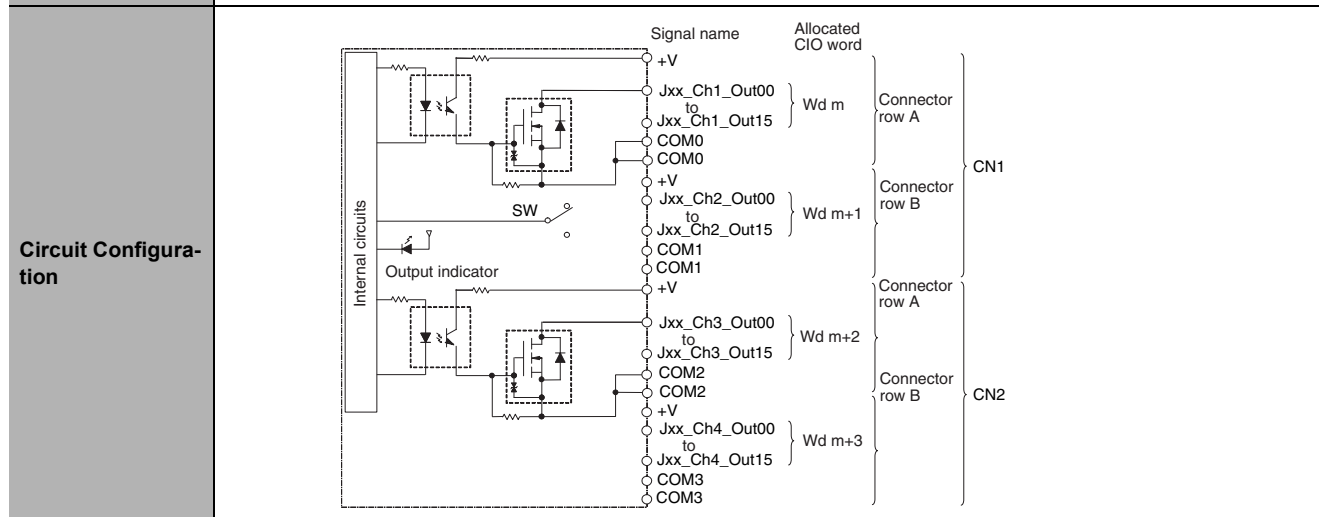 Circuit Configura-
tion
Signal name
Allocated
CIO word
+V
Jxx_Ch1_Out00
to
Jxx_Ch1_Out15
Wd m
COM0
COM0
Connector
row A
+V
Jxx_Ch2_Out00
to
Jxx_Ch2_Out15
Wd m+1
COM1
COM1
Connector
row B
CN1
Internal circuits
SW
Output indicator
+V
Jxx_Ch3_Out00
to
Jxx_Ch3_Out15
Wd m+2
COM2
COM2
Connector
row A
+V
Jxx_Ch4_Out00
to
Jxx_Ch4_Out15
Wd m+3
COM3
COM3
Connector
row B
CN2